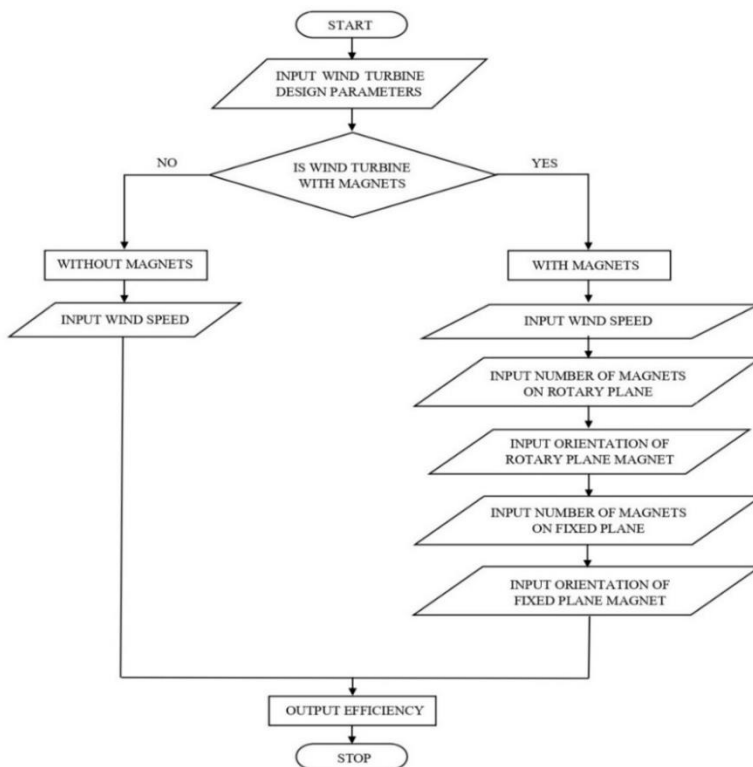 START
INPUT WIND TURBINE
DESIGN PARAMETERS
IS WIND TURBINE
WITH MAGNETS
NO
YES
WITHOUT MAGNETS
INPUT WIND SPEED
WITH MAGNETS
INPUT WIND SPEED
INPUT NUMBER OF MAGNETS
ON ROTARY PLANE
INPUT ORIENTATION OF
ROTARY PLANE MAGNET
INPUT NUMBER OF MAGNETS
ON FIXED PLANE
INPUT ORIENTATION OF
FIXED PLANE MAGNET
OUTPUT EFFICIENCY
STOP